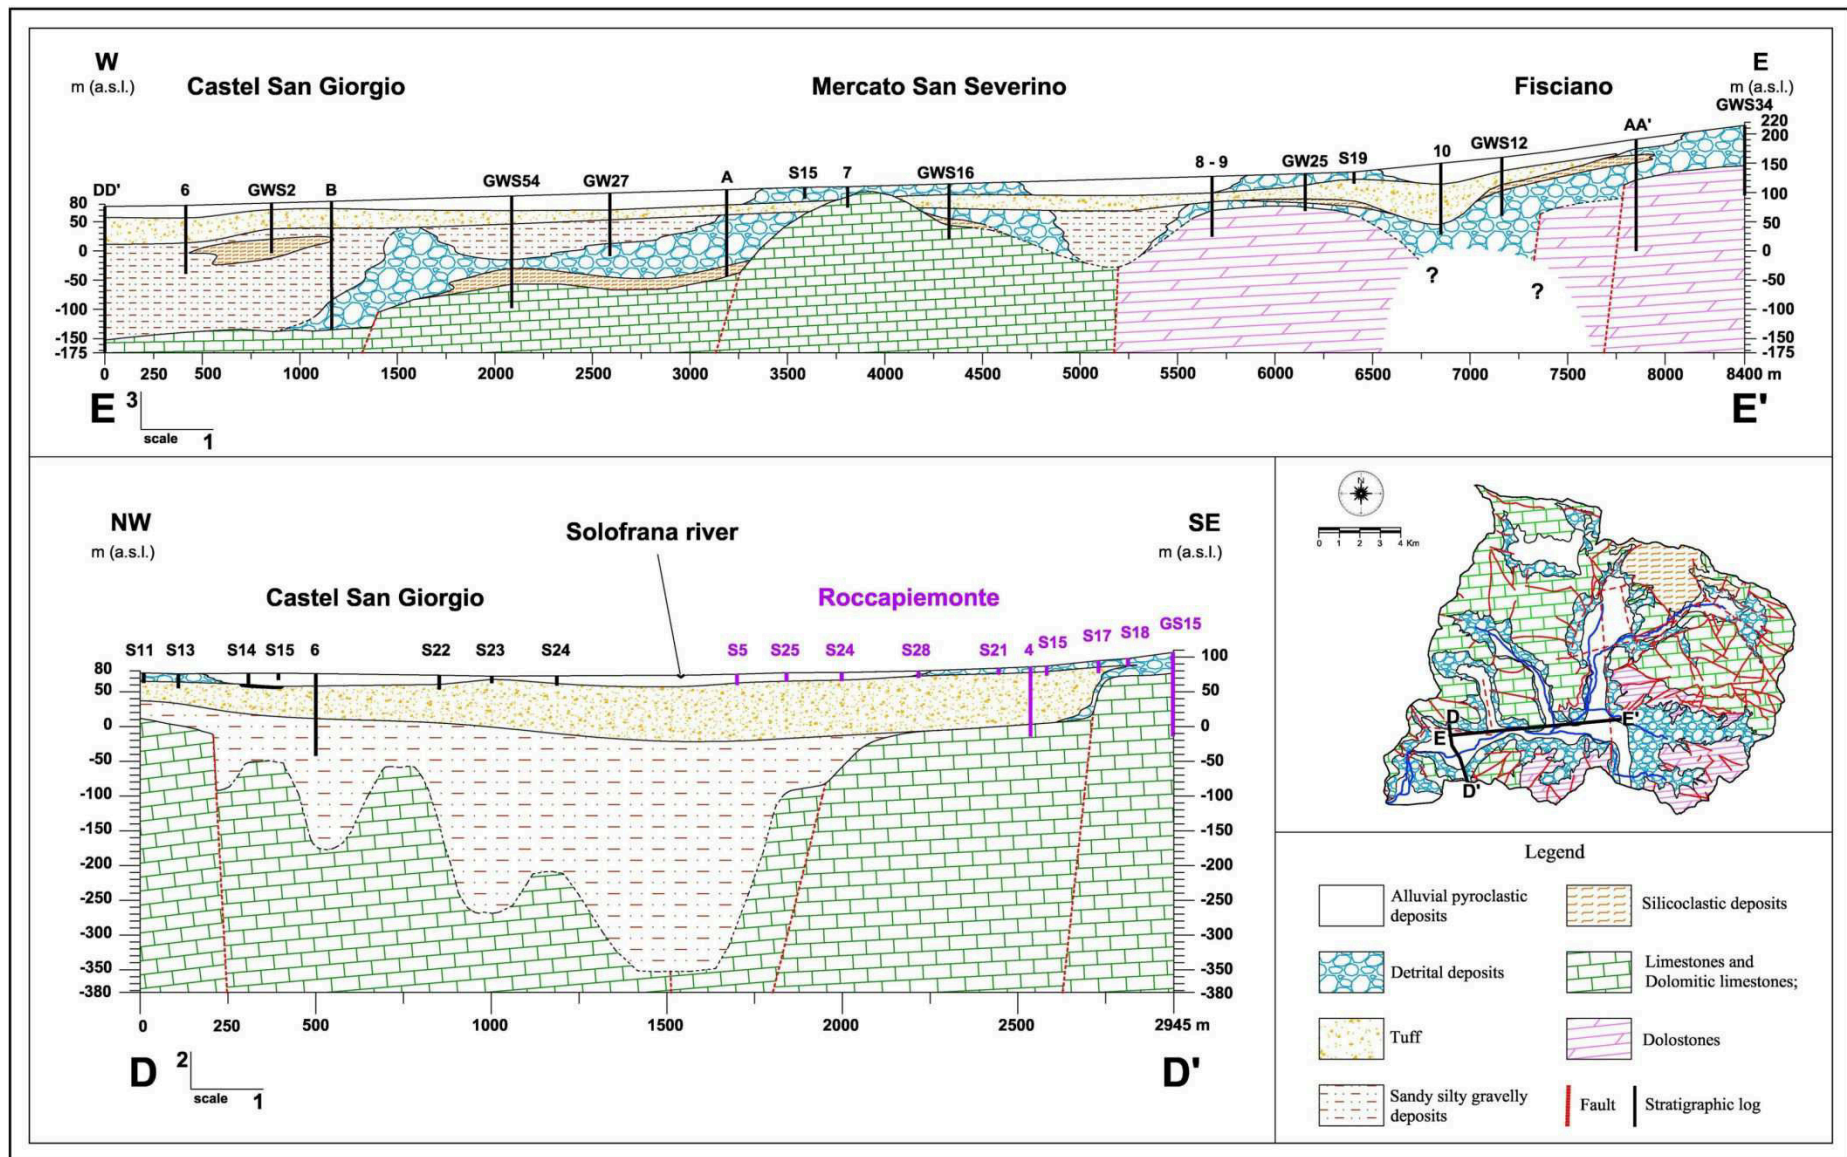 W
m (a.s.l.)
Castel San Giorgio
Mercato San Severino
Fisciano
E
m (a.s.l.)
GWS34
DD'
6
GWS2
B
GWS54
GW27
A
S15
7
GWS16
8 - 9
GW25
S19
10
GWS12
AA'
80
50
0
-50
-100
-150
-175
220
200
150
100
50
0
-50
-100
-150
-175
?
?
0 250 500 1000 1500 2000 2500 3000 3500 4000 5000 5500 6000 6500 7000 7500 8000 8400 m
E
3
scale 1
E'
NW
m (a.s.l.)
Solofrana river
SE
m (a.s.l.)
Castel San Giorgio
Roccapiemonte
S11 S13 S14 S15 6 S22 S23 S24 S5 S25 S24 S28 S21 4 S15 S17 S18 GS15
80
50
0
-50
-100
-150
-200
-250
-300
-350
-380
100
50
0
-50
-100
-150
-200
-250
-300
-350
-380
0 250 500 1000 1500 2000 2500 2945 m
D
2
scale 1
D'
N
0 1 2 3 4 Km
D
E
E'
D'
Legend
Alluvial pyroclastic
deposits
Detrital deposits
Tuff
Sandy silty gravelly
deposits
Silicoclastic deposits
Limestones and
Dolomitic limestones;
Dolostones
Fault
Stratigraphic log